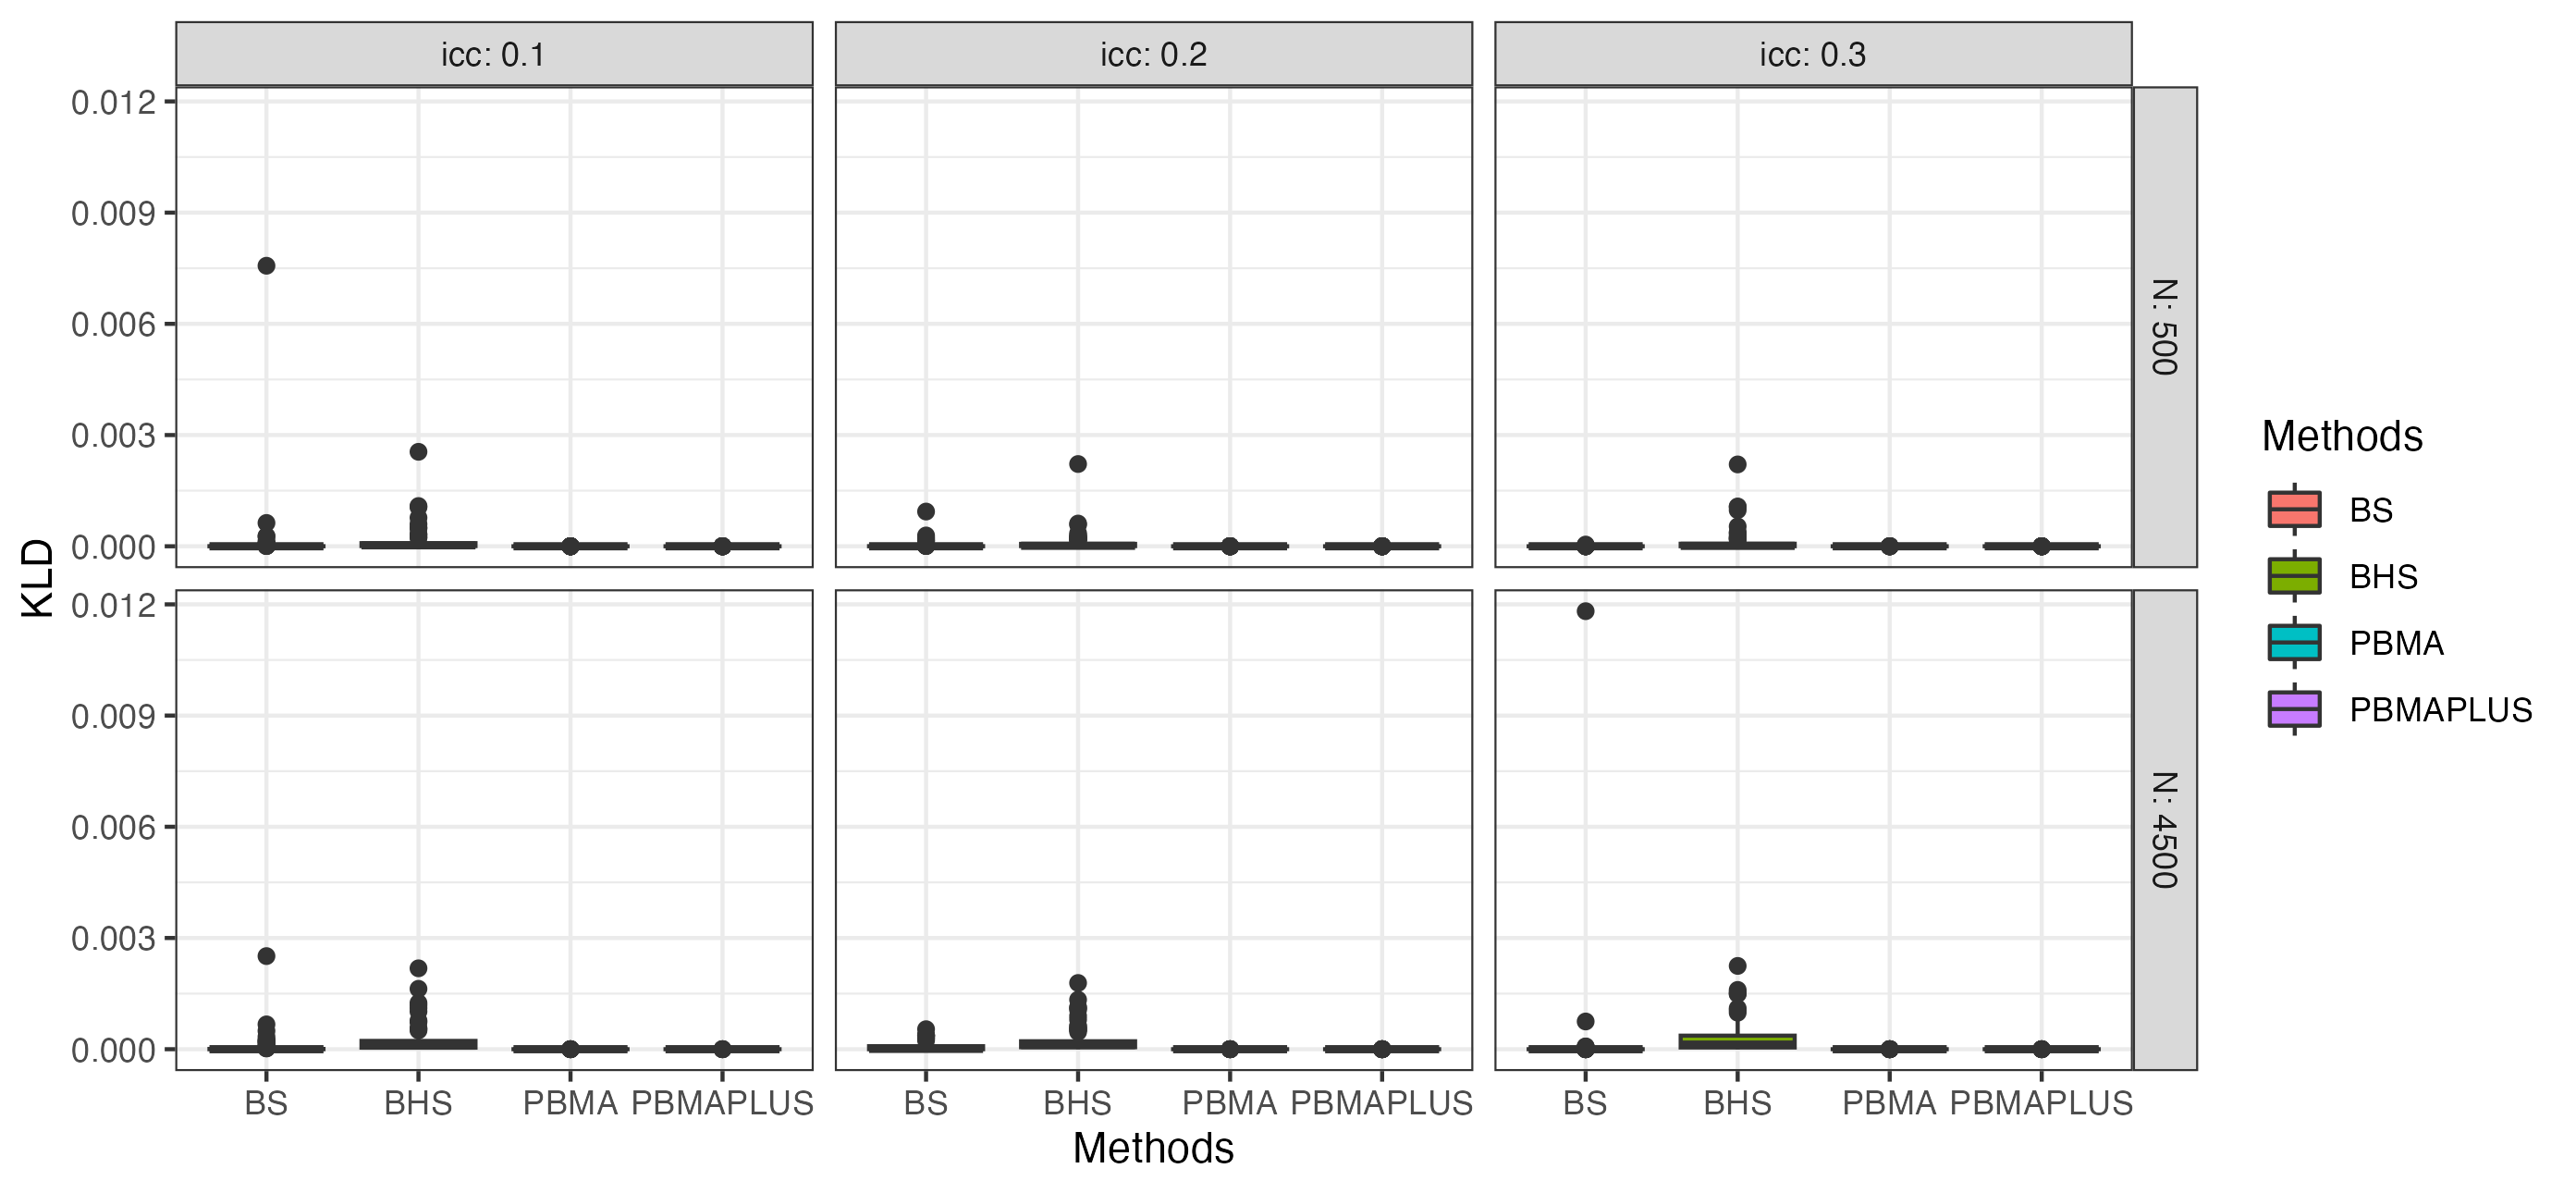 icc: 0.1
icc: 0.2
icc: 0.3
0.012
0.009
0.006
0.003
0.000
N: 500
KLD
0.012
0.009
0.006
0.003
0.000
N: 4500
BS BHS PBMA PBMAPLUS
BS BHS PBMA PBMAPLUS
BS BHS PBMA PBMAPLUS
Methods
Methods
BS
BHS
PBMA
PBMAPLUS